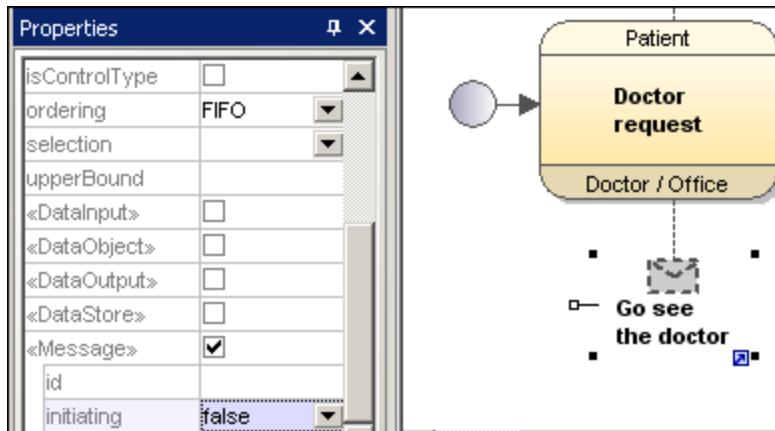 Properties
isControlType
ordering FIFO
selection
upperBound
«DataInput»
«DataObject»
«DataOutput»
«DataStore»
«Message»
id
initiating false
Patient
Doctor
request
Doctor / Office
Go see
the doctor